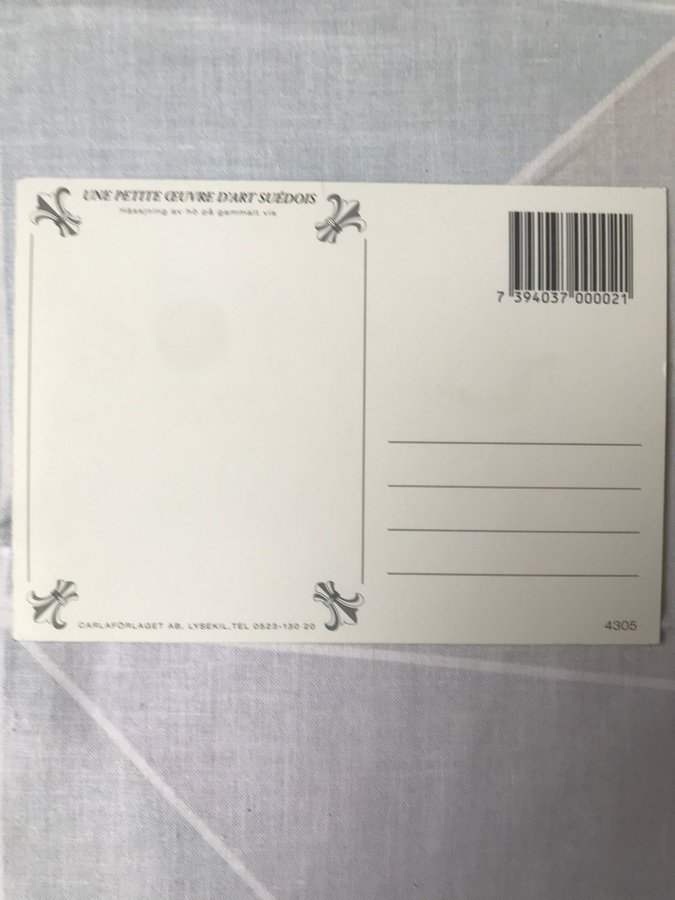 UNE PETITE ŒUVRE D'ART SUÉDOIS
Hässjning av hö på gammalt vis
7 394037 000021
CARLAFÖRLAGET AB. LYSEKIL,TEL 0523-130 20
4305